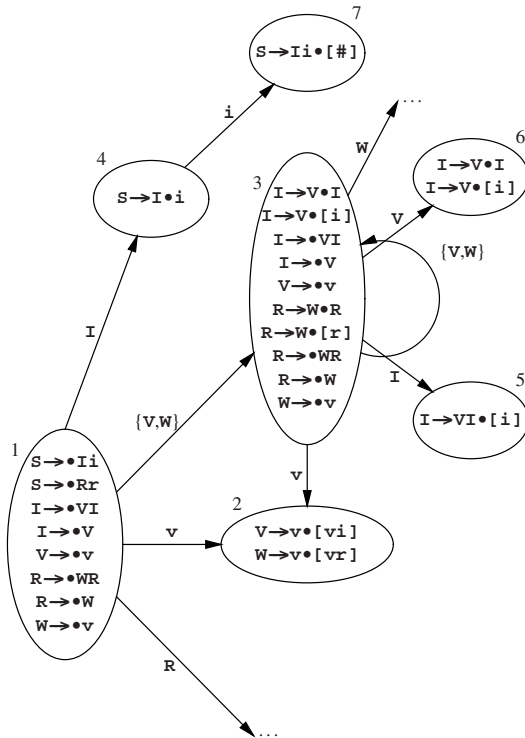 7
S→Ii•[#]
i
...
W
6
I→V•I
I→V•[i]
4
S→I•i
3
I→V•I
I→V•[i]
I→•VI
I→•V
V→•v
R→W•R
R→W•[r]
R→•WR
R→•W
W→•v
V
{V,W}
I
I
5
I→VI•[i]
{V,W}
1
S→•Ii
S→•Rr
I→•VI
I→•V
V→•v
R→•WR
R→•W
W→•v
v
v
2
V→v•[vi]
W→v•[vr]
R
...